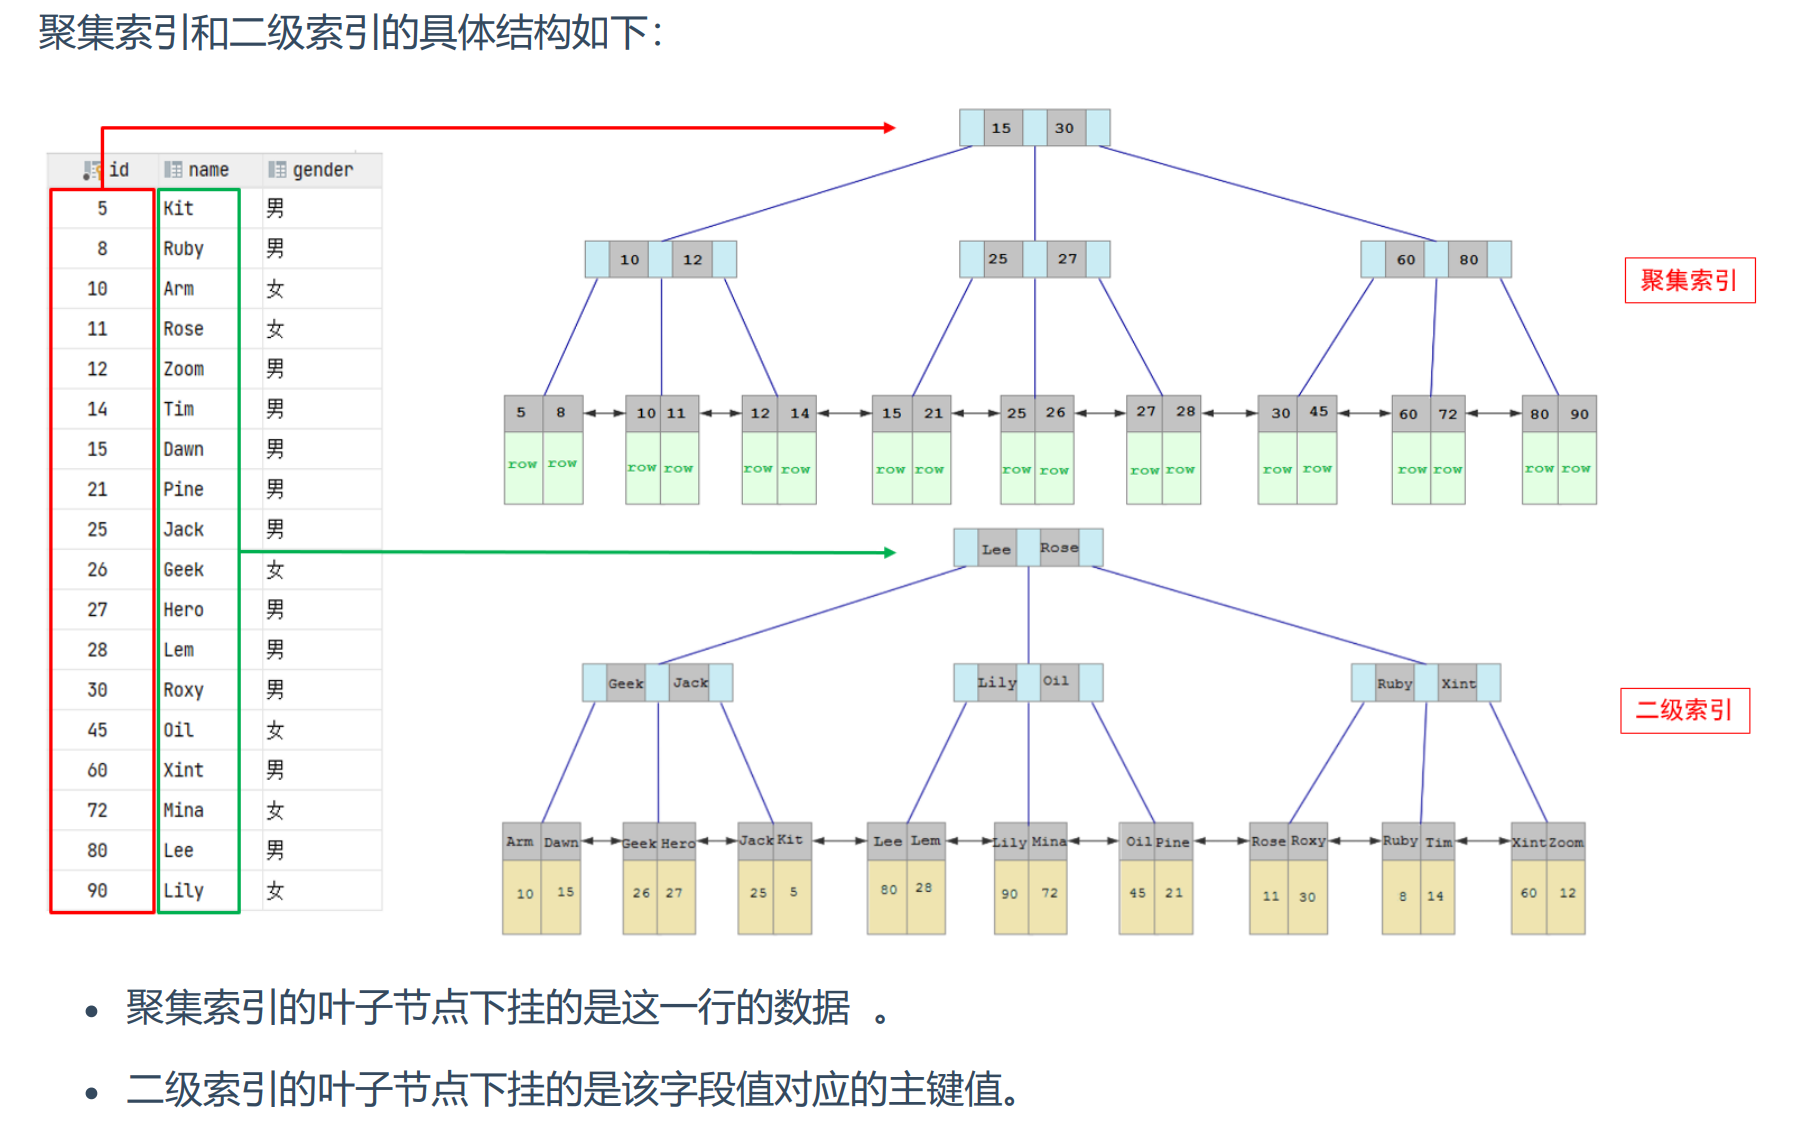 聚集索引和二级索引的具体结构如下：
id name gender
5 Kit 男
8 Ruby 男
10 Arm 女
11 Rose 女
12 Zoom 男
14 Tim 男
15 Dawn 男
21 Pine 男
25 Jack 男
26 Geek 女
27 Hero 男
28 Lem 男
30 Roxy 男
45 Oil 女
60 Xint 男
72 Mina 女
80 Lee 男
90 Lily 女
15 30
10 12 25 27 60 80
聚集索引
5 8 10 11 12 14 15 21 25 26 27 28 30 45 60 72 80 90
row row row row row row row row row row row row row row row row row row
Lee Rose
Geek Jack Lily Oil Ruby Xint
二级索引
Arm Dawn Geek Hero Jack Kit Lee Lem Lily Mina Oil Pine Rose Roxy Ruby Tim Xint Zoom
10 15 26 27 25 5 80 28 90 72 45 21 11 30 8 14 60 12
• 聚集索引的叶子节点下挂的是这一行的数据 。
• 二级索引的叶子节点下挂的是该字段值对应的主键值。